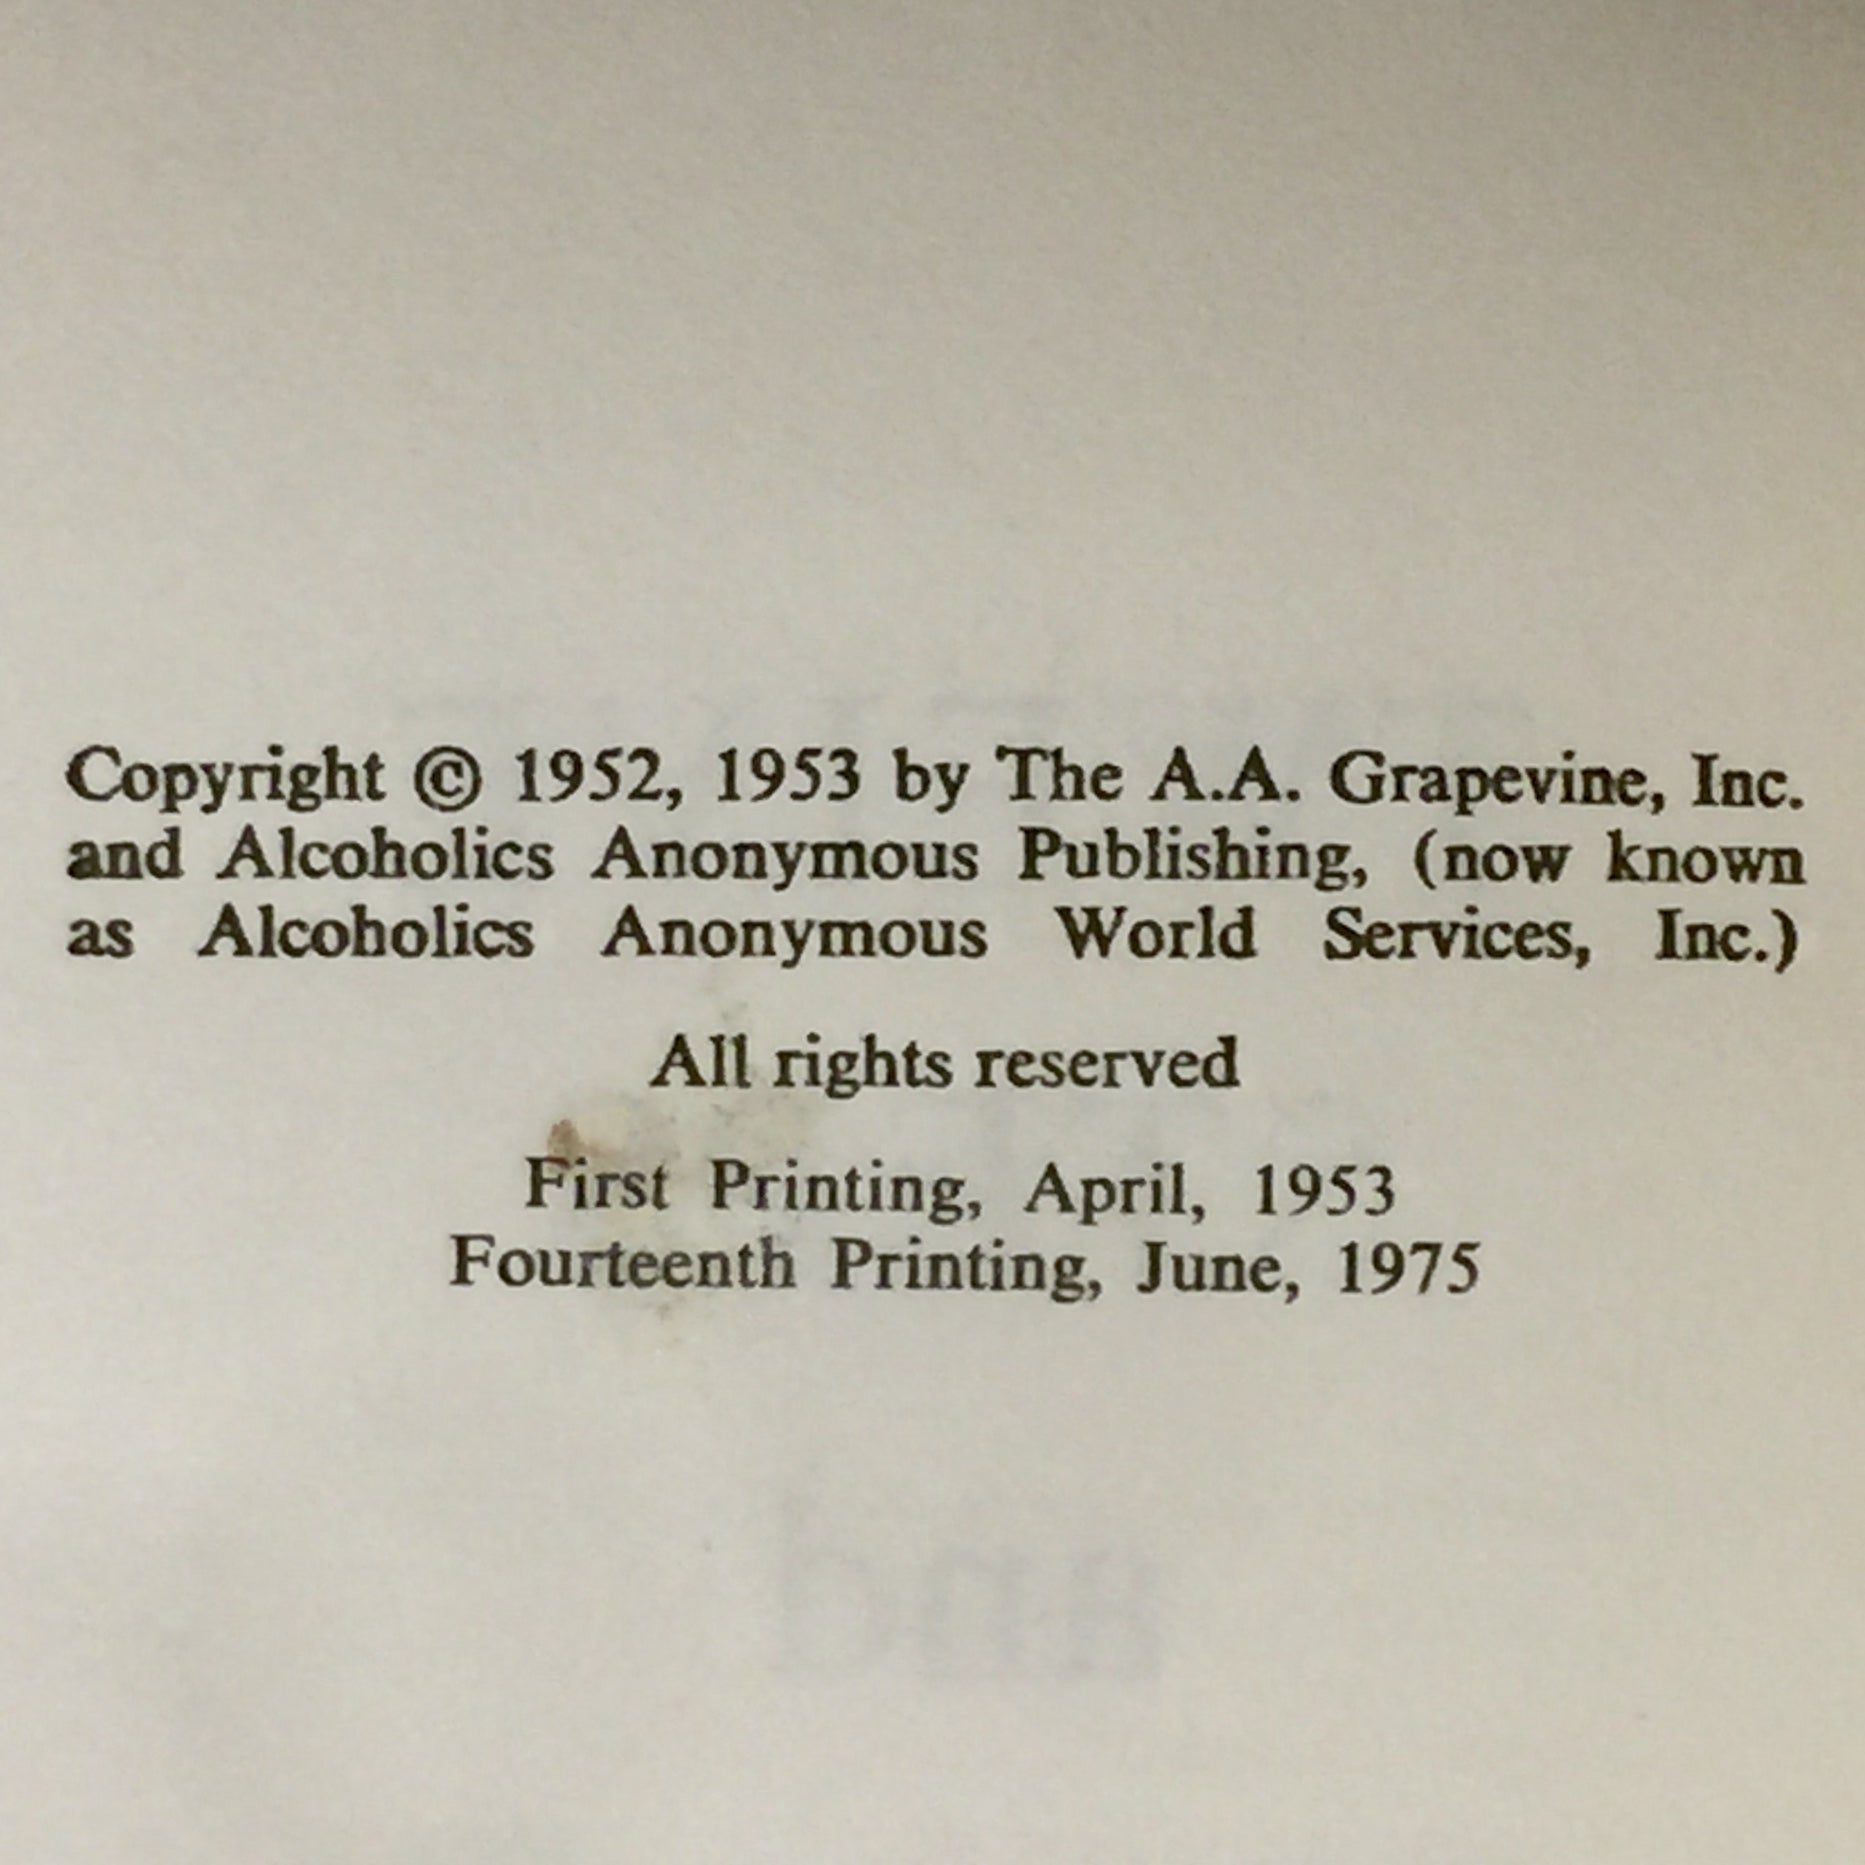 Copyright © 1952, 1953 by The A.A. Grapevine, Inc.
and Alcoholics Anonymous Publishing, (now known
as Alcoholics Anonymous World Services, Inc.)
All rights reserved
First Printing, April, 1953
Fourteenth Printing, June, 1975